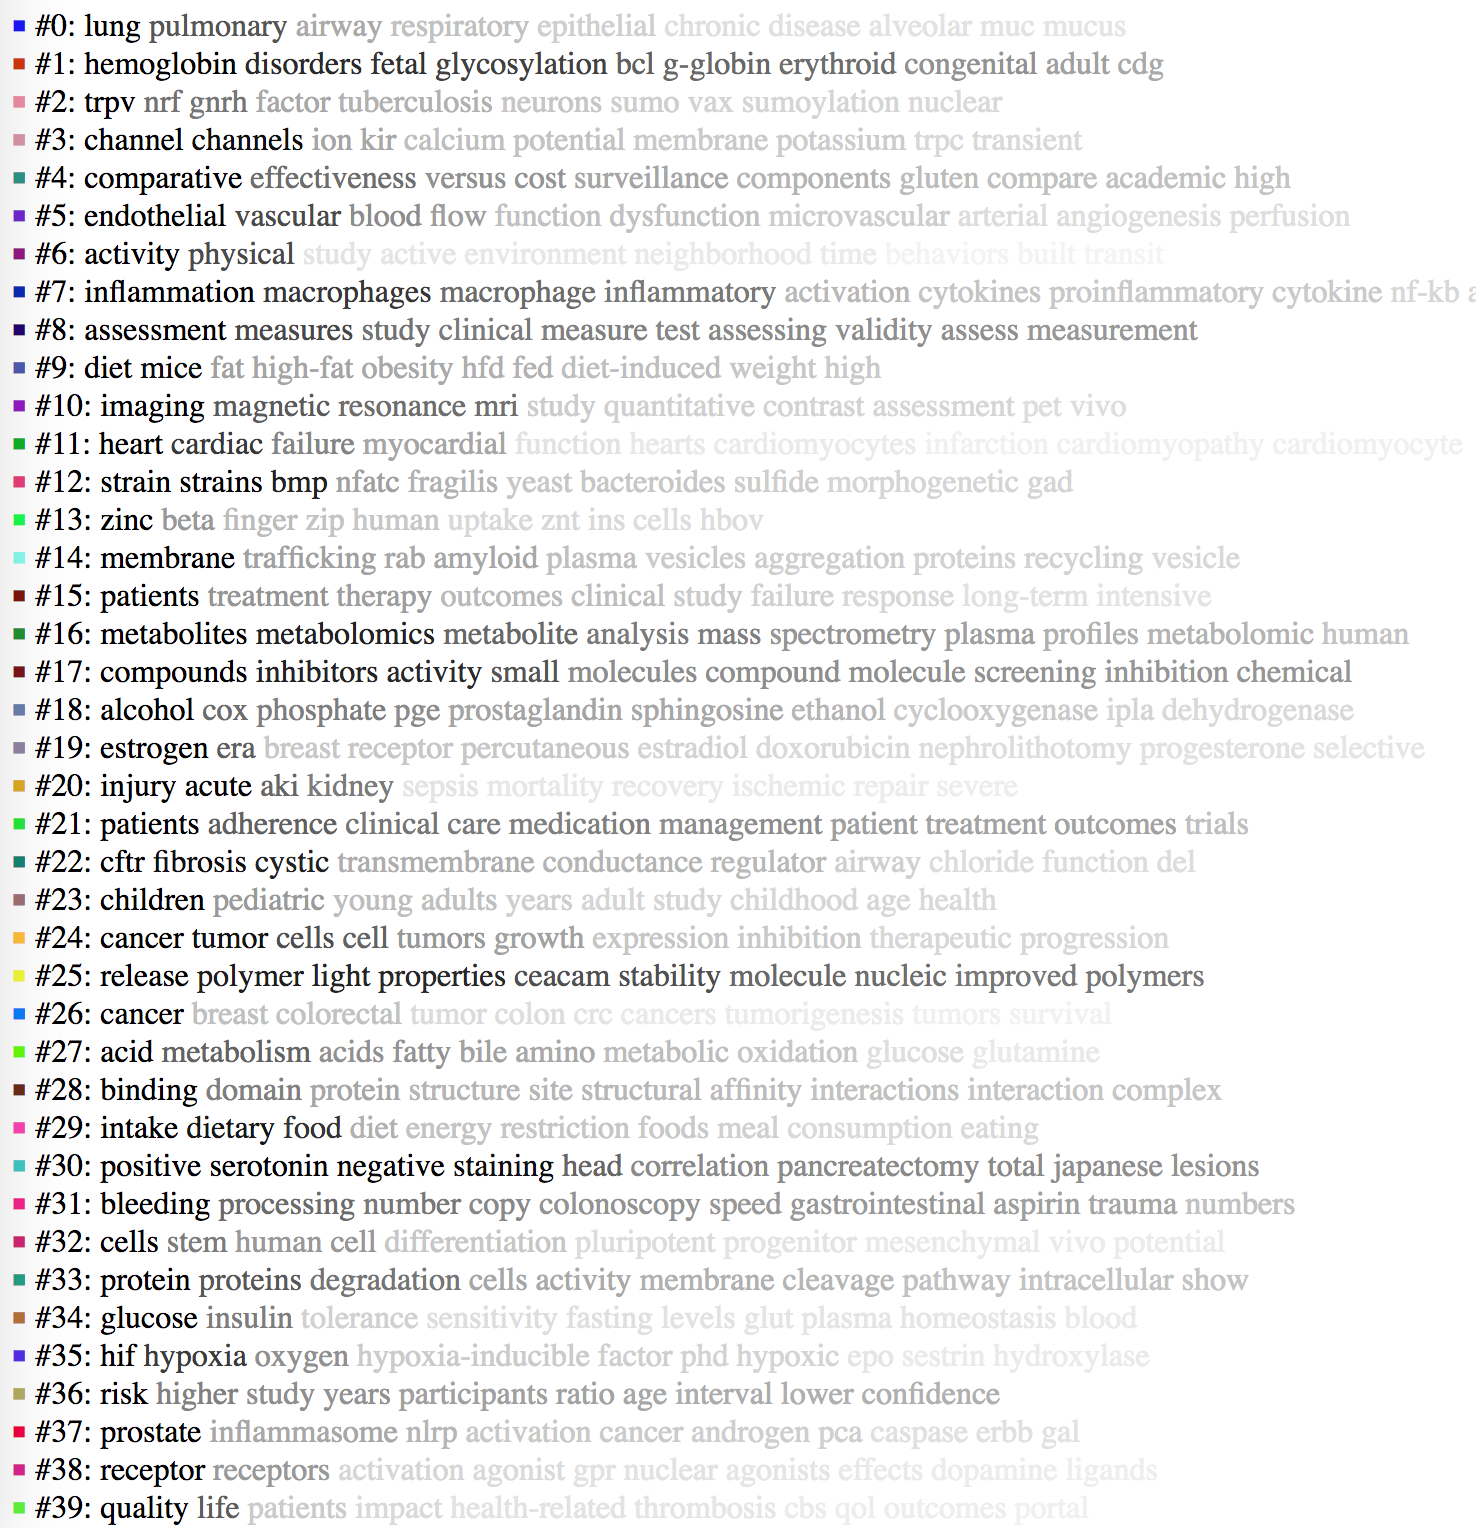 #0: lung pulmonary airway respiratory epithelial chronic disease alveolar muc mucus
#1: hemoglobin disorders fetal glycosylation bcl g-globin erythroid congenital adult cdg
#2: trpv nrf gnrh factor tuberculosis neurons sumo vax sumoylation nuclear
#3: channel channels ion kir calcium potential membrane potassium trpc transient
#4: comparative effectiveness versus cost surveillance components gluten compare academic high
#5: endothelial vascular blood flow function dysfunction microvascular arterial angiogenesis perfusion
#6: activity physical study active environment neighborhood time behaviors built transit
#7: inflammation macrophages macrophage inflammatory activation cytokines proinflammatory cytokine nf-kb
#8: assessment measures study clinical measure test assessing validity assess measurement
#9: diet mice fat high-fat obesity hfd fed diet-induced weight high
#10: imaging magnetic resonance mri study quantitative contrast assessment pet vivo
#11: heart cardiac failure myocardial function hearts cardiomyocytes infarction cardiomyopathy cardiomyocyte
#12: strain strains bmp nfatc fragilis yeast bacteroides sulfide morphogenetic gad
#13: zinc beta finger zip human uptake znt ins cells hbov
#14: membrane trafficking rab amyloid plasma vesicles aggregation proteins recycling vesicle
#15: patients treatment therapy outcomes clinical study failure response long-term intensive
#16: metabolites metabolomics metabolite analysis mass spectrometry plasma profiles metabolomic human
#17: compounds inhibitors activity small molecules compound molecule screening inhibition chemical
#18: alcohol cox phosphate pge prostaglandin sphingosine ethanol cyclooxygenase ipla dehydrogenase
#19: estrogen era breast receptor percutaneous estradiol doxorubicin nephrolithotomy progesterone selective
#20: injury acute aki kidney sepsis mortality recovery ischemic repair severe
#21: patients adherence clinical care medication management patient treatment outcomes trials
#22: cftr fibrosis cystic transmembrane conductance regulator airway chloride function del
#23: children pediatric young adults years adult study childhood age health
#24: cancer tumor cells cell tumors growth expression inhibition therapeutic progression
#25: release polymer light properties ceacam stability molecule nucleic improved polymers
#26: cancer breast colorectal tumor colon crc cancers tumorigenesis tumors survival
#27: acid metabolism acids fatty bile amino metabolic oxidation glucose glutamine
#28: binding domain protein structure site structural affinity interactions interaction complex
#29: intake dietary food diet energy restriction foods meal consumption eating
#30: positive serotonin negative staining head correlation pancreatectomy total japanese lesions
#31: bleeding processing number copy colonoscopy speed gastrointestinal aspirin trauma numbers
#32: cells stem human cell differentiation pluripotent progenitor mesenchymal vivo potential
#33: protein proteins degradation cells activity membrane cleavage pathway intracellular show
#34: glucose insulin tolerance sensitivity fasting levels glut plasma homeostasis blood
#35: hif hypoxia oxygen hypoxia-inducible factor phd hypoxic epo sestrin hydroxylase
#36: risk higher study years participants ratio age interval lower confidence
#37: prostate inflammasome nlrp activation cancer androgen pca caspase erbb gal
#38: receptor receptors activation agonist gpr nuclear agonists effects dopamine ligands
#39: quality life patients impact health-related thrombosis cbs qol outcomes portal